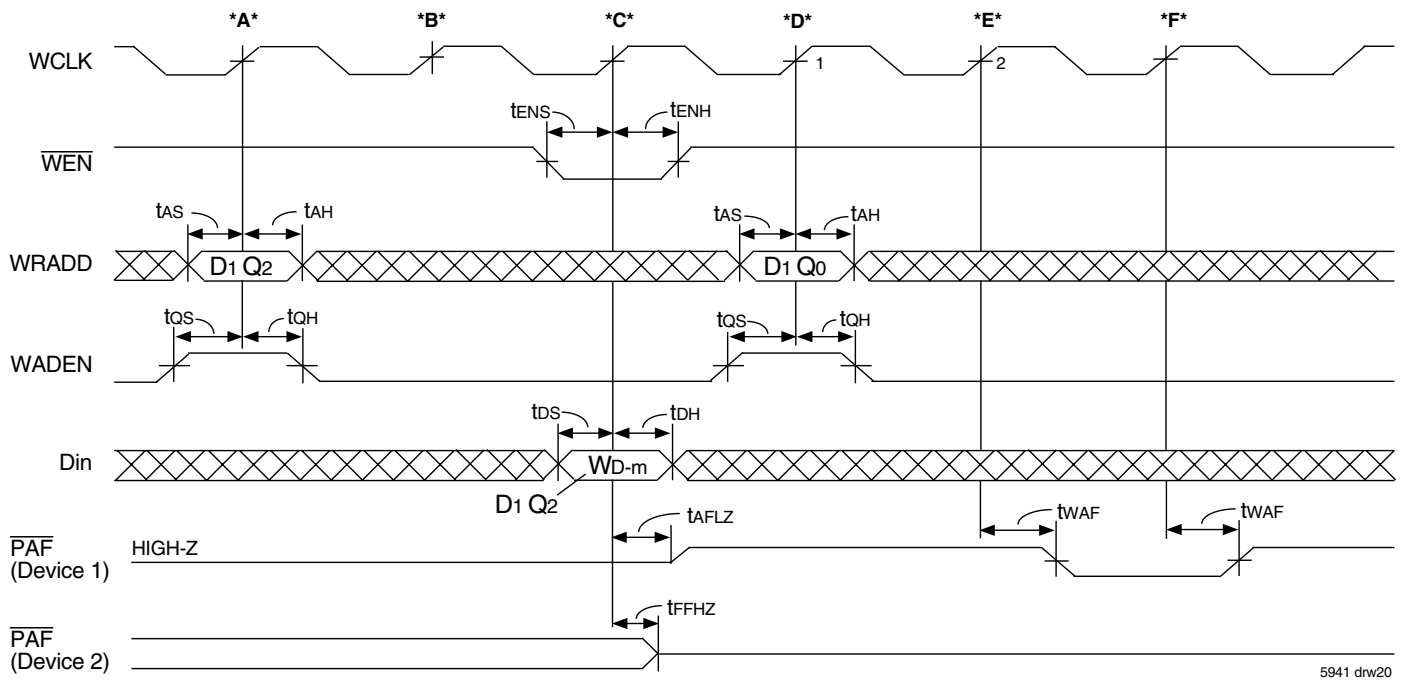 *A* *B* *C* *D* *E* *F*
WCLK
1 2
tENS tENH
WEN
tAS tAH tAS tAH
WRADD D1 Q2 D1 Q0
tQS tQH tQS tQH
WADEN
tDS tDH
Din WD-m
D1 Q2
tAFLZ tWAF tWAF
PAF
(Device 1)
HIGH-Z
tFFHZ
PAF
(Device 2)
5941 drw20